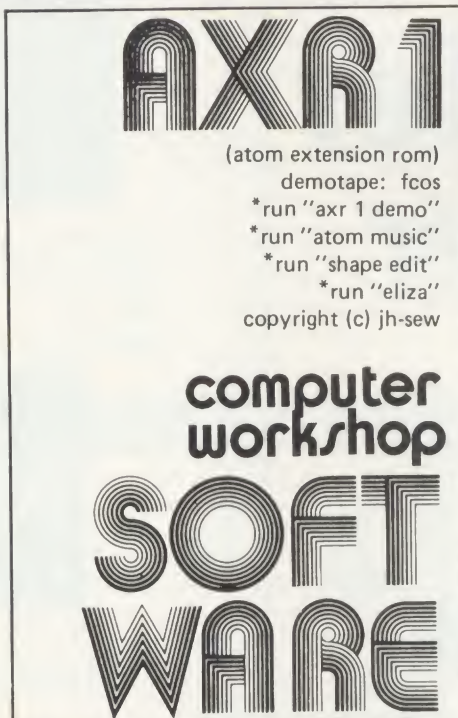 AXR1
(atom extension rom)
demotape: fcos
*run "axr 1 demo"
*run "atom music"
*run "shape edit"
*run "eliza"
copyright (c) jh-sew
computer
workshop
SOFT
WARE